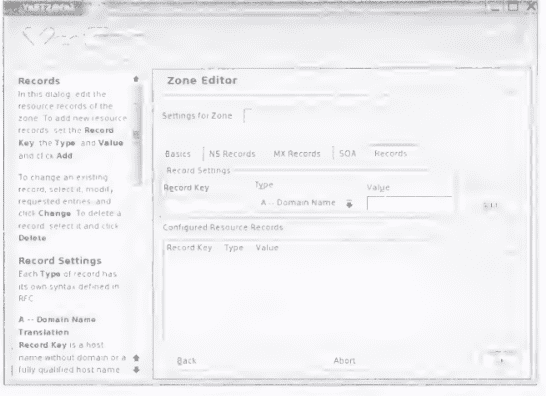 Records
In this dialog, edit the
resource records of the
zone. To add new resource
records, set the Record
Key, the Type, and Value
and click Add.
To change an existing
record, select it, modify
requested entries, and
click Change. To delete a
record, select it and click
Delete.
Record Settings
Each Type of record has
its own syntax defined in
RFC.
A -- Domain Name
Translation
Record Key is a host
name without domain or a
fully qualified host name
Zone Editor
Settings for Zone
Basics NS Records MX Records SOA Records
Record Settings
Record Key Type Value
A -- Domain Name
Configured Resource Records
Record Key Type Value
Back Abort